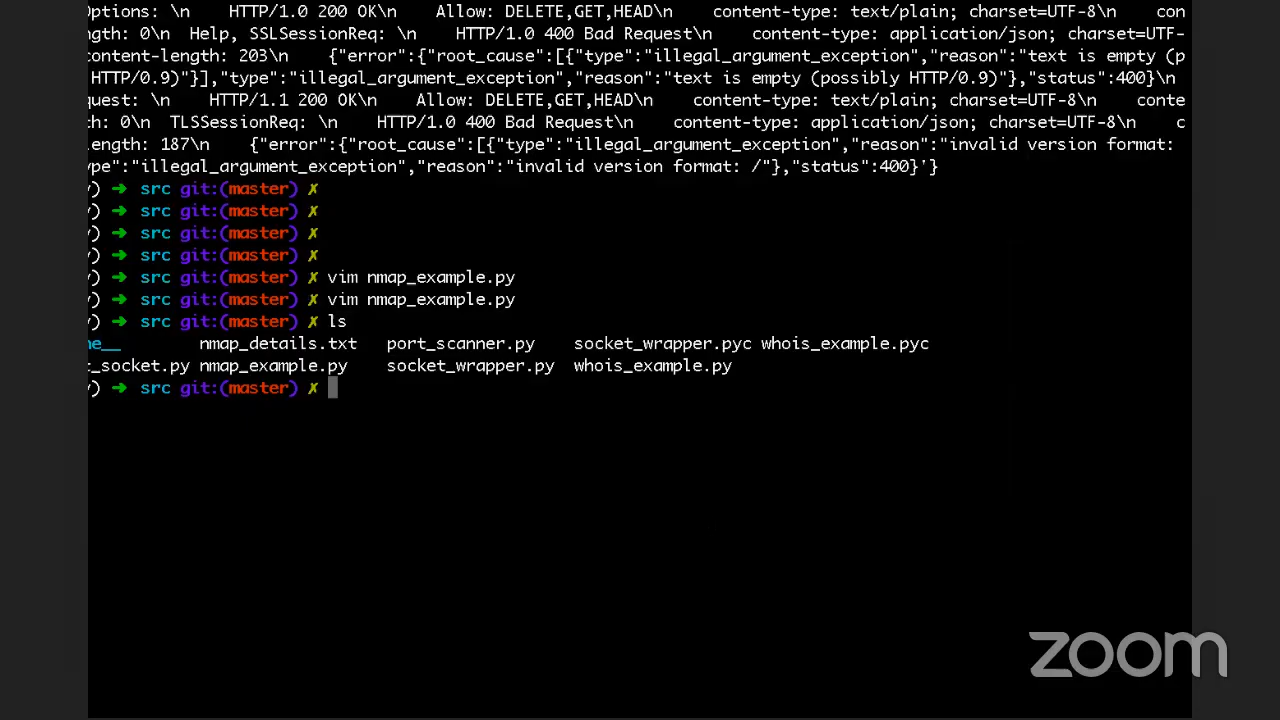 Options: \n    HTTP/1.0 200 OK\n    Allow: DELETE,GET,HEAD\n    content-type: text/plain; charset=UTF-8\n    con
ngth: 0\n  Help, SSLSessionReq: \n    HTTP/1.0 400 Bad Request\n    content-type: application/json; charset=UTF-
content-length: 203\n    {"error":{"root_cause":[{"type":"illegal_argument_exception","reason":"text is empty (p
HTTP/0.9)"}],"type":"illegal_argument_exception","reason":"text is empty (possibly HTTP/0.9)"},"status":400}\n
quest: \n    HTTP/1.1 200 OK\n    Allow: DELETE,GET,HEAD\n    content-type: text/plain; charset=UTF-8\n    conte
th: 0\n  TLSSessionReq: \n    HTTP/1.0 400 Bad Request\n    content-type: application/json; charset=UTF-8\n    c
length: 187\n    {"error":{"root_cause":[{"type":"illegal_argument_exception","reason":"invalid version format:
ype":"illegal_argument_exception","reason":"invalid version format: /"},"status":400}'}
y) ➜ src git:(master) ✗
y) ➜ src git:(master) ✗
y) ➜ src git:(master) ✗
y) ➜ src git:(master) ✗
y) ➜ src git:(master) ✗ vim nmap_example.py
y) ➜ src git:(master) ✗ vim nmap_example.py
y) ➜ src git:(master) ✗ ls
he__ nmap_details.txt port_scanner.py socket_wrapper.pyc whois_example.pyc
c_socket.py nmap_example.py socket_wrapper.py whois_example.py
y) ➜ src git:(master) ✗
zoom